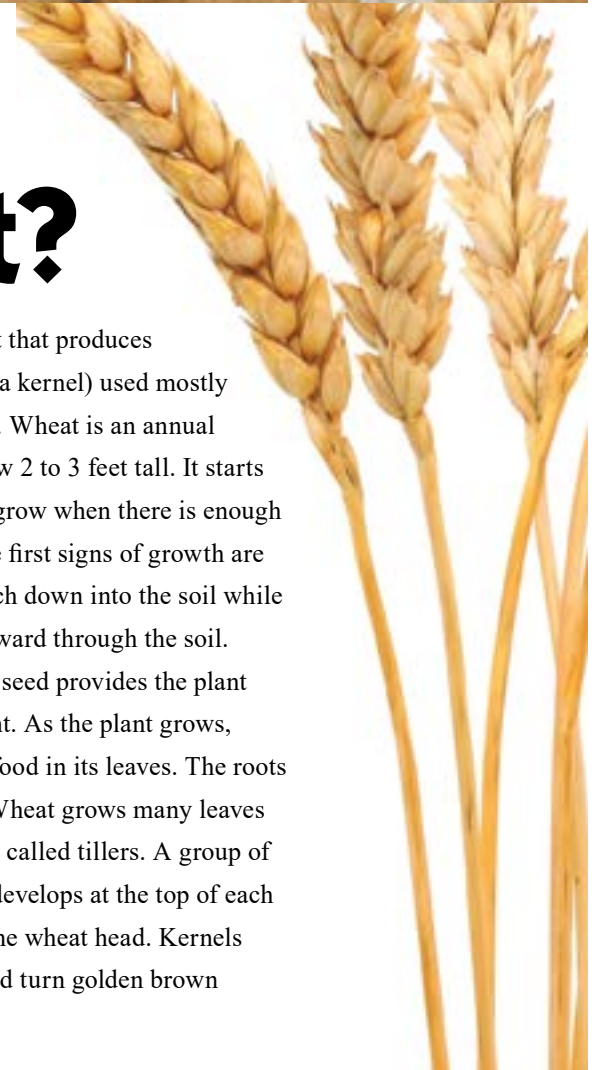 t?
t that produces
a kernel) used mostly
. Wheat is an annual
w 2 to 3 feet tall. It starts
grow when there is enough
e first signs of growth are
ch down into the soil while
ward through the soil.
seed provides the plant
nt. As the plant grows,
food in its leaves. The roots
Wheat grows many leaves
called tillers. A group of
develops at the top of each
he wheat head. Kernels
d turn golden brown